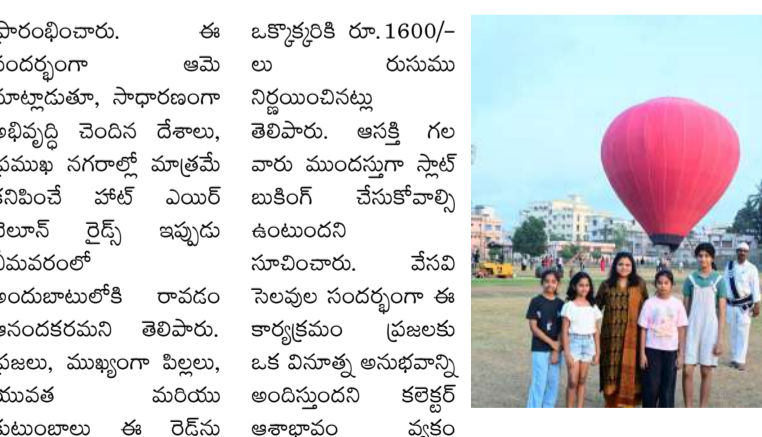 ప్రారంభించారు. ఈ
సందర్భంగా ఆమె
మాట్లాడుతూ, సాధారణంగా
అభివృద్ధి చెందిన దేశాలు,
ప్రముఖ నగరాల్లో మాత్రమే
కనిపించే హాట్ ఎయిర్
బెలూన్ రైడ్స్ ఇప్పుడు
భీమవరంలో
అందుబాటులోకి రావడం
ఆనందకరమని తెలిపారు.
ప్రజలు, ముఖ్యంగా పిల్లలు,
యువత మరియు
కుటుంబాలు ఈ రైడ్‌ను
ఒక్కొక్కరికి రూ.1600/-
లు రుసుము
నిర్ణయించినట్లు
తెలిపారు. ఆసక్తి గల
వారు ముందస్తుగా స్లాట్
బుకింగ్ చేసుకోవాల్సి
ఉంటుందని
సూచించారు. వేసవి
సెలవుల సందర్భంగా ఈ
కార్యక్రమం ప్రజలకు
ఒక వినూత్న అనుభవాన్ని
అందిస్తుందని కలెక్టర్
ఆశాభావం వ్యక్తం